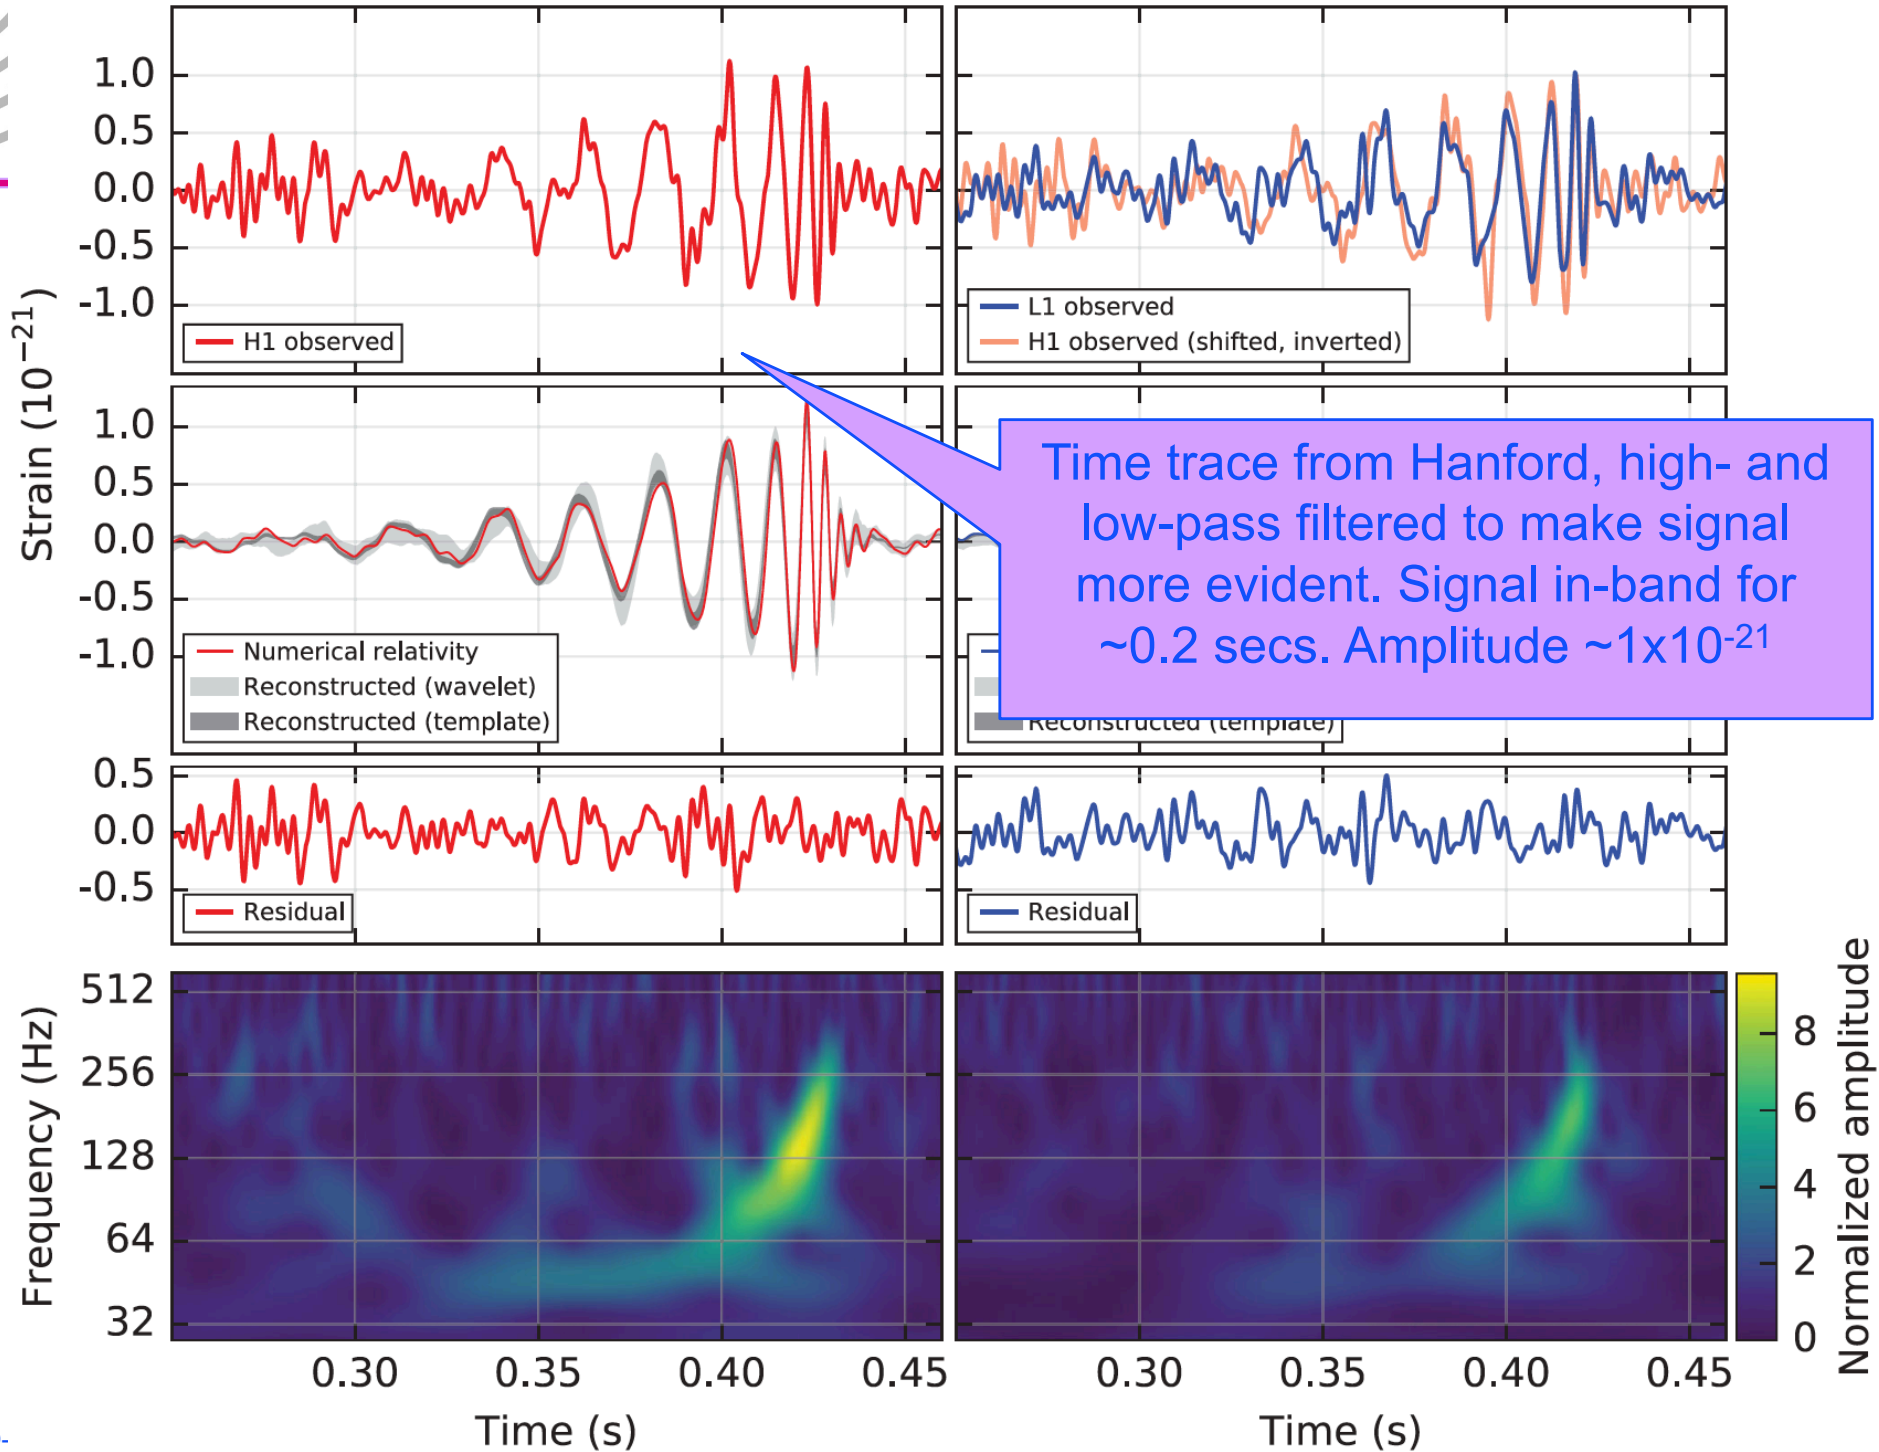 1.0
0.5
0.0
-0.5
-1.0
H1 observed
L1 observed
H1 observed (shifted, inverted)
Strain (10⁻²¹)
1.0
0.5
0.0
-0.5
-1.0
Numerical relativity
Reconstructed (wavelet)
Reconstructed (template)
Time trace from Hanford, high- and
low-pass filtered to make signal
more evident. Signal in-band for
~0.2 secs. Amplitude ~1x10⁻²¹
Reconstructed (template)
0.5
0.0
-0.5
Residual
Residual
Frequency (Hz)
512
256
128
64
32
Normalized amplitude
8
6
4
2
0
0.30 0.35 0.40 0.45
0.30 0.35 0.40 0.45
Time (s)
Time (s)